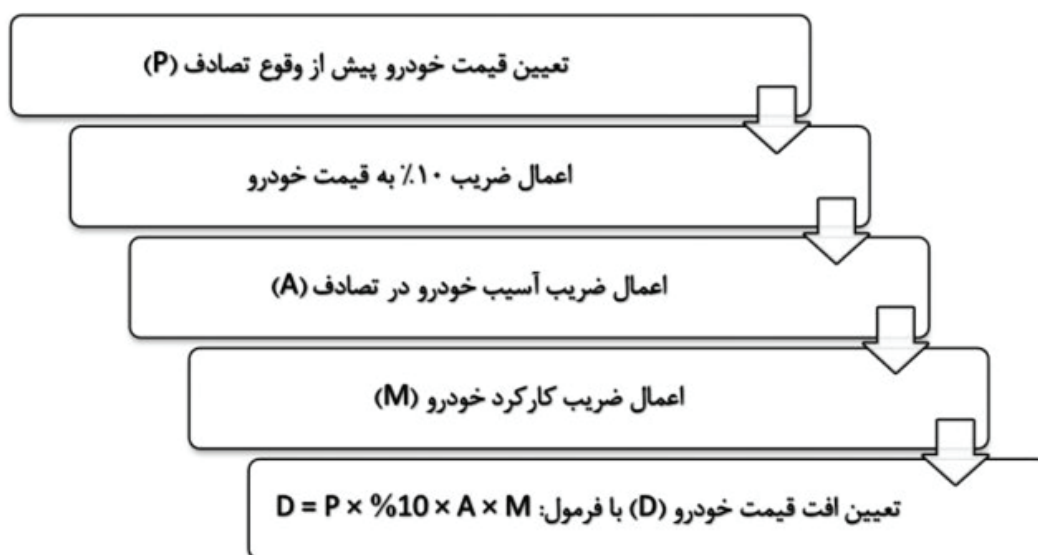 تعیین قیمت خودرو پیش از وقوع تصادف (P)
اعمال ضریب ۱۰٪ به قیمت خودرو
اعمال ضریب آسیب خودرو در تصادف (A)
اعمال ضریب کارکرد خودرو (M)
تعیین افت قیمت خودرو (D) با فرمول: D = P × %10 × A × M